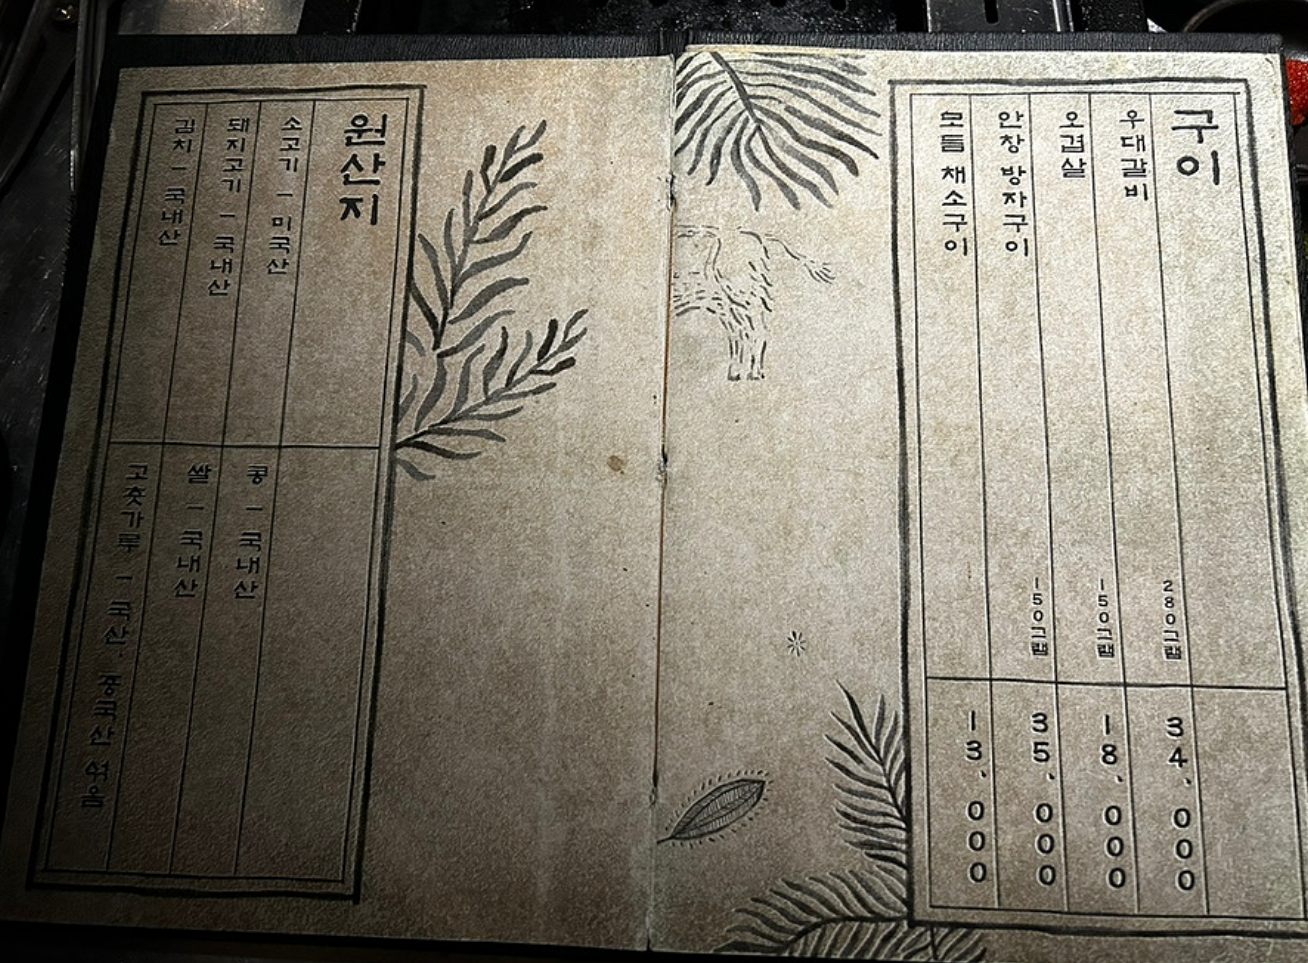 구이
우대갈비 280그램 34,000
오겹살 150그램 18,000
안창 방자구이 150그램 35,000
모듬 채소구이 13,000
원산지
소고기 - 미국산
돼지고기 - 국내산
김치 - 국내산
콩 - 국내산
쌀 - 국내산
고춧가루 - 국산, 중국산 섞음